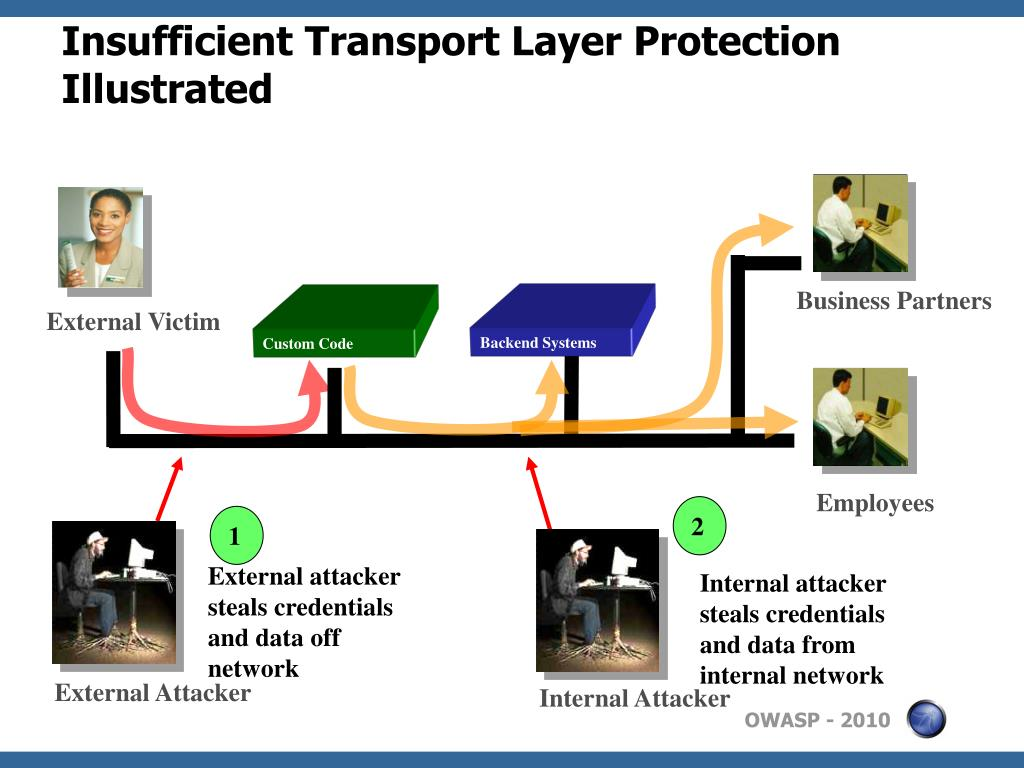 Insufficient Transport Layer Protection
Illustrated
External Victim
Custom Code
Backend Systems
Business Partners
Employees
1
External attacker
steals credentials
and data off
network
External Attacker
2
Internal attacker
steals credentials
and data from
internal network
Internal Attacker
OWASP - 2010